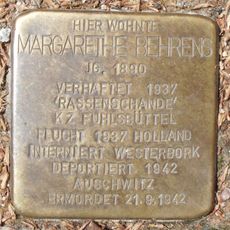 HIER WOHNTE
MARGARETHE BEHRENS
JG. 1890
VERHAFTET 1937
'RASSENSCHANDE'
KZ FUHLSBÜTTEL
FLUCHT 1937 HOLLAND
INTERNIERT WESTERBORK
DEPORTIERT 1942
AUSCHWITZ
ERMORDET 21.9.1942